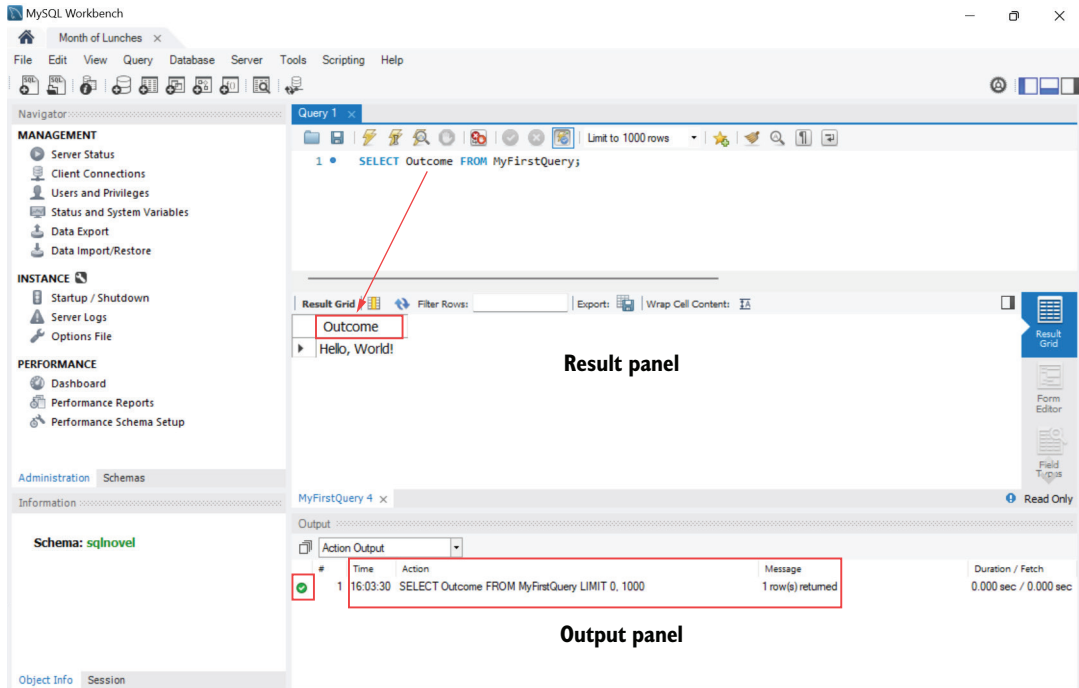 MySQL Workbench
Month of Lunches
File Edit View Query Database Server Tools Scripting Help
Navigator
MANAGEMENT
Server Status
Client Connections
Users and Privileges
Status and System Variables
Data Export
Data Import/Restore
INSTANCE
Startup / Shutdown
Server Logs
Options File
PERFORMANCE
Dashboard
Performance Reports
Performance Schema Setup
Administration Schemas
Information
Schema: sqlnovel
Object Info Session
Query 1
Limit to 1000 rows
1 SELECT Outcome FROM MyFirstQuery;
Result Grid Filter Rows: Export: Wrap Cell Content:
Outcome
Hello, World!
Result panel
Result
Grid
Form
Editor
Field
Types
MyFirstQuery 4
Read Only
Output
Action Output
# Time Action Message Duration / Fetch
1 16:03:30 SELECT Outcome FROM MyFirstQuery LIMIT 0, 1000 1 row(s) returned 0.000 sec / 0.000 sec
Output panel